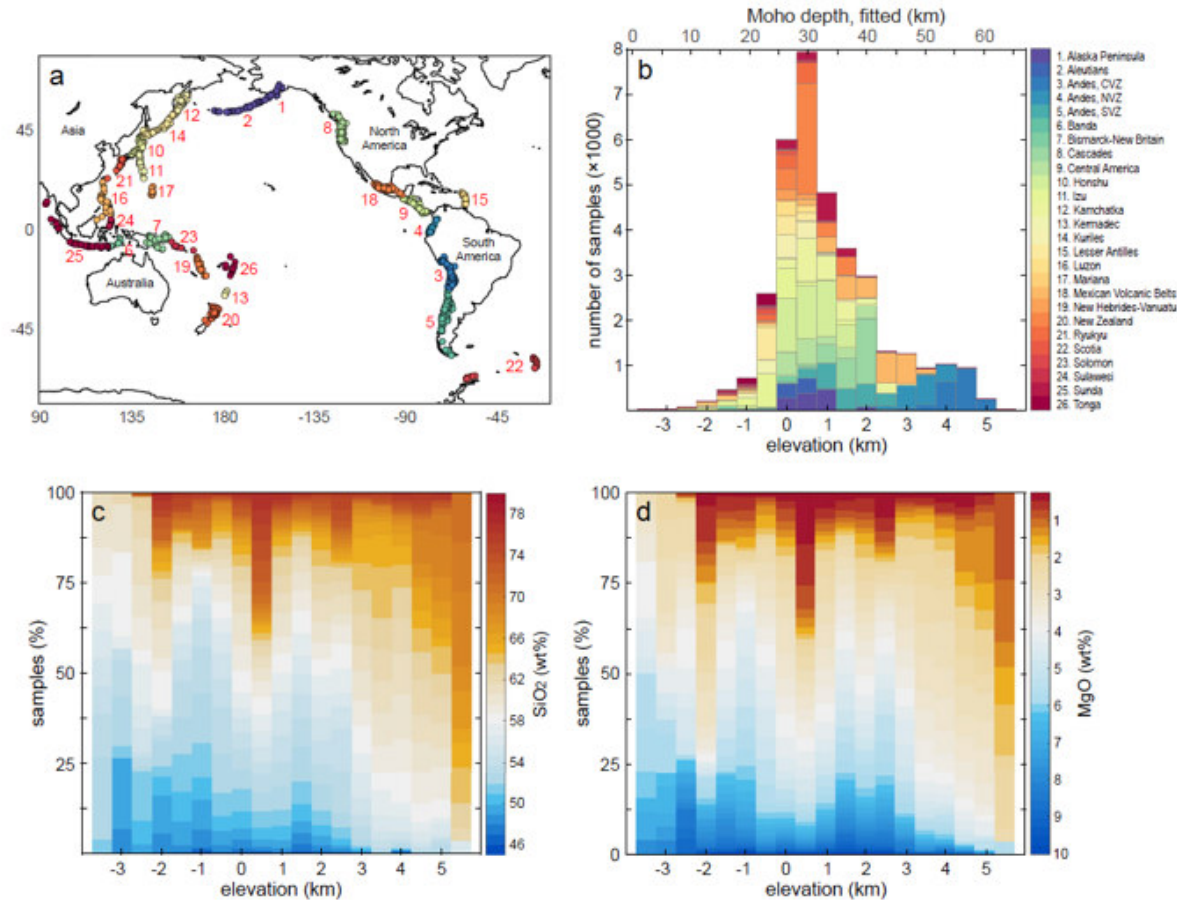 a
Asia
North
America
South
America
Australia
1
2
3
4
5
6
7
8
9
10
11
12
13
14
15
16
17
18
19
20
21
22
23
24
25
26
45
0
-45
90
135
180
-135
-90
-45
Moho depth, fitted (km)
0 10 20 30 40 50 60
b
number of samples (×1000)
8
7
6
5
4
3
2
1
-3 -2 -1 0 1 2 3 4 5
elevation (km)
1. Alaska Peninsula
2. Aleutians
3. Andes, CVZ
4. Andes, NVZ
5. Andes, SVZ
6. Banda
7. Bismarck-New Britain
8. Cascades
9. Central America
10. Honshu
11. Izu
12. Kamchatka
13. Kermadec
14. Kuriles
15. Lesser Antilles
16. Luzon
17. Mariana
18. Mexican Volcanic Belts
19. New Hebrides-Vanuatu
20. New Zealand
21. Ryukyu
22. Scotia
23. Solomon
24. Sulawesi
25. Sunda
26. Tonga
c
samples (%)
100
75
50
25
0
-3 -2 -1 0 1 2 3 4 5
elevation (km)
78
74
70
66
62
58
54
50
46
SiO₂ (wt%)
d
samples (%)
100
75
50
25
0
-3 -2 -1 0 1 2 3 4 5
elevation (km)
1
2
3
4
5
6
7
8
9
10
MgO (wt%)